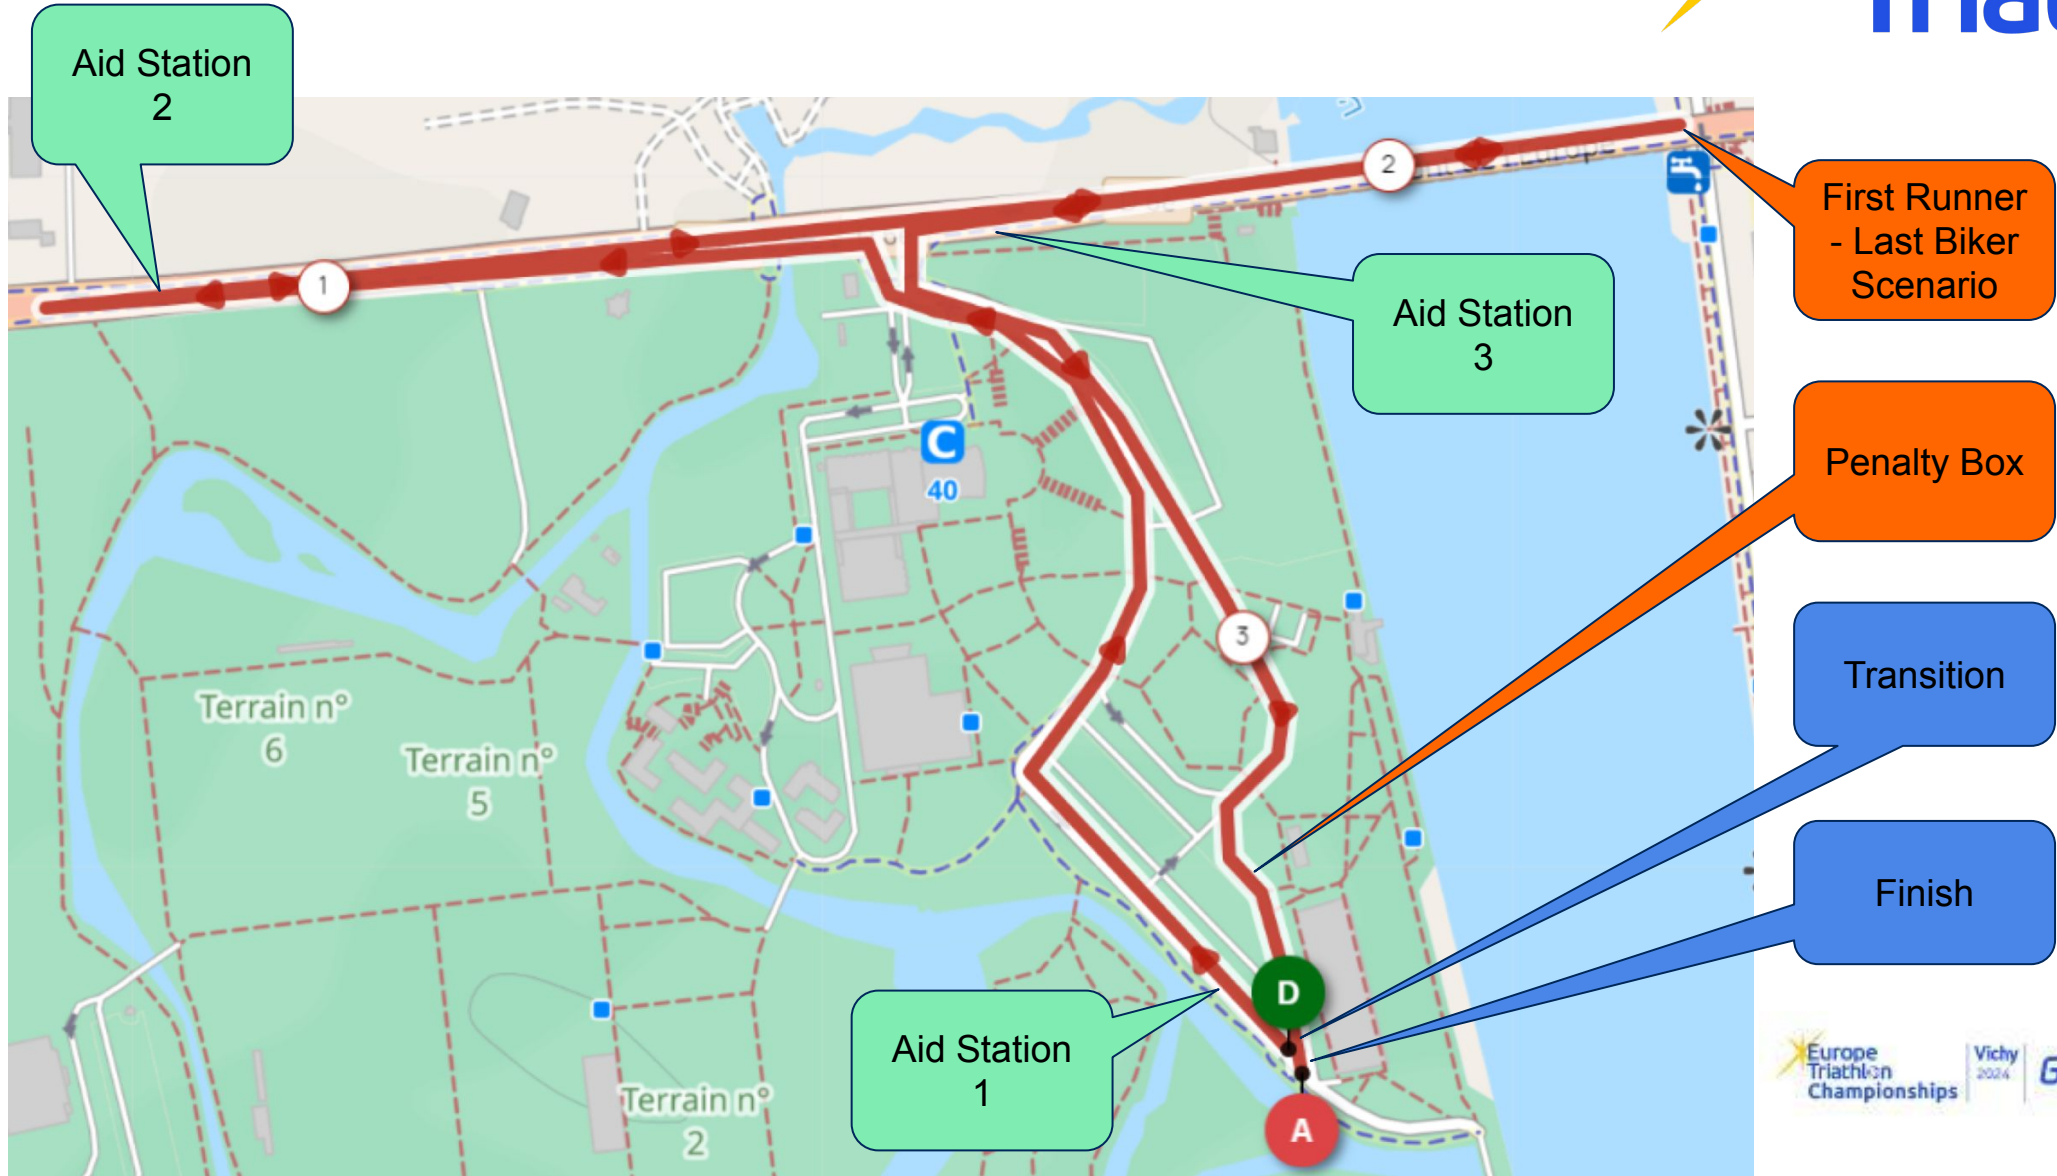 Aid Station
2
1
2
Europe
First Runner
- Last Biker
Scenario
Aid Station
3
C
40
Penalty Box
3
Transition
Terrain n°
6
Terrain n°
5
Finish
D
Aid Station
1
Terrain n°
2
A
Europe
Triathlon
Championships
Vichy
2024